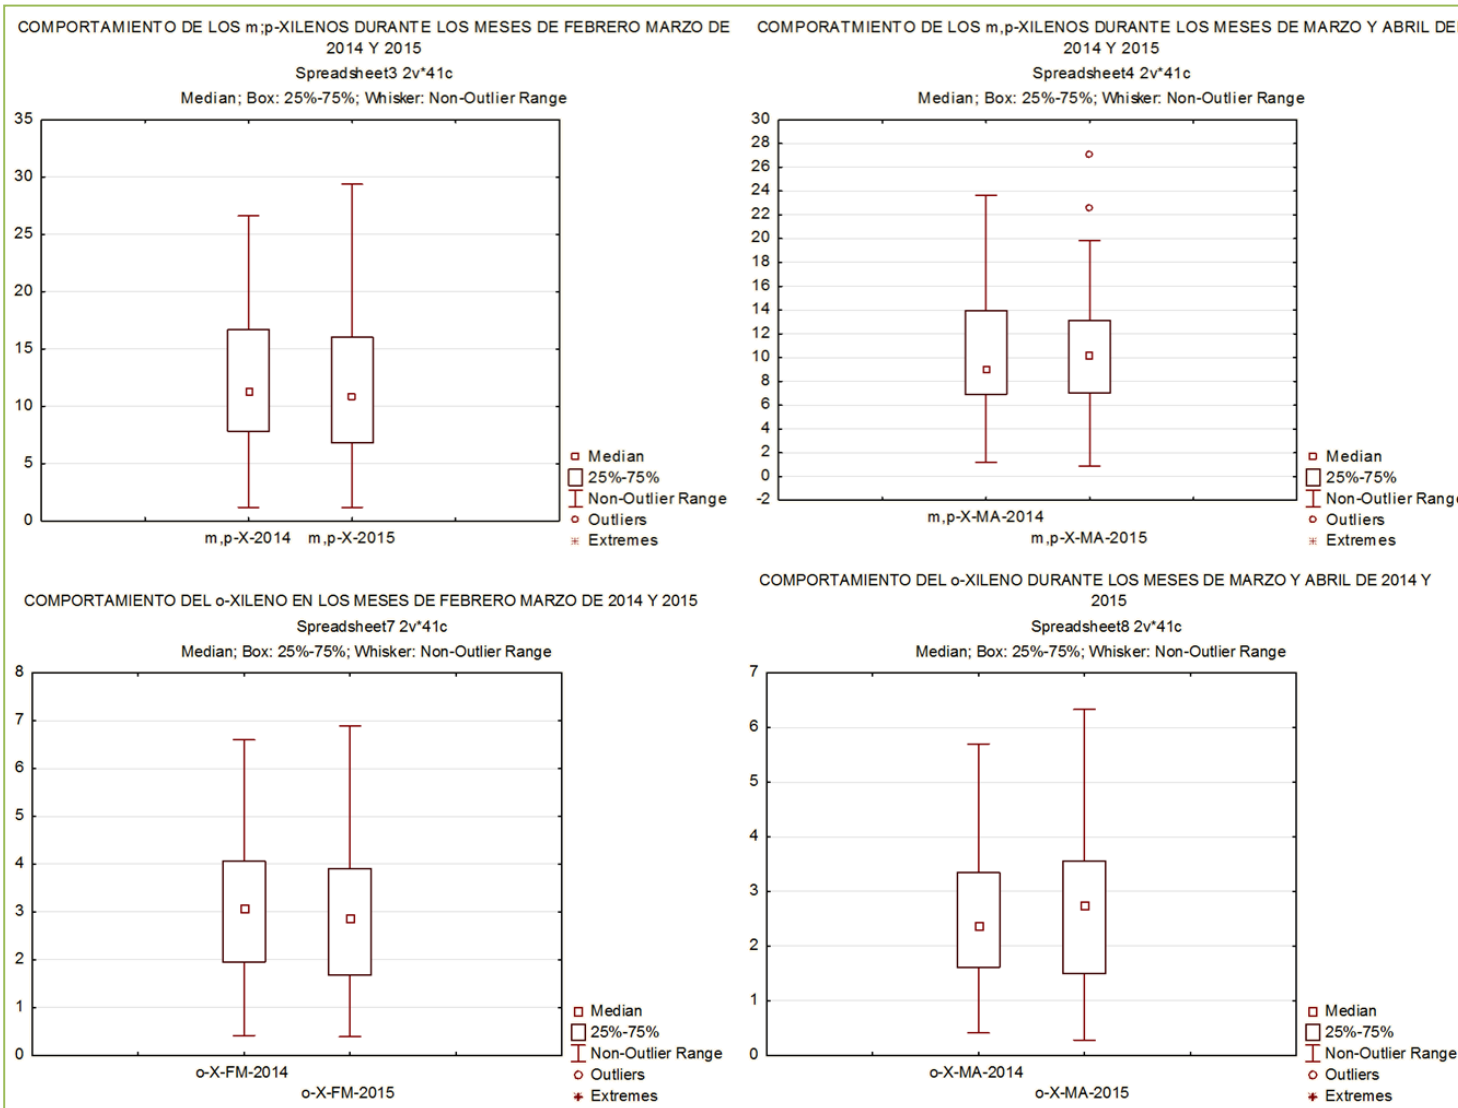 COMPORTAMIENTO DE LOS m;p-XILENOS DURANTE LOS MESES DE FEBRERO MARZO DE
2014 Y 2015
Spreadsheet3 2v*41c
Median; Box: 25%-75%; Whisker: Non-Outlier Range
35
30
25
20
15
10
5
0
m,p-X-2014
m,p-X-2015
Median
25%-75%
Non-Outlier Range
Outliers
Extremes
COMPORATMIENTO DE LOS m,p-XILENOS DURANTE LOS MESES DE MARZO Y ABRIL DEL
2014 Y 2015
Spreadsheet4 2v*41c
Median; Box: 25%-75%; Whisker: Non-Outlier Range
30
28
26
24
22
20
18
16
14
12
10
8
6
4
2
0
-2
m,p-X-MA-2014
m,p-X-MA-2015
Median
25%-75%
Non-Outlier Range
Outliers
Extremes
COMPORTAMIENTO DEL o-XILENO EN LOS MESES DE FEBRERO MARZO DE 2014 Y 2015
Spreadsheet7 2v*41c
Median; Box: 25%-75%; Whisker: Non-Outlier Range
8
7
6
5
4
3
2
1
0
o-X-FM-2014
o-X-FM-2015
Median
25%-75%
Non-Outlier Range
Outliers
Extremes
COMPORTAMIENTO DEL o-XILENO DURANTE LOS MESES DE MARZO Y ABRIL DE 2014 Y
2015
Spreadsheet8 2v*41c
Median; Box: 25%-75%; Whisker: Non-Outlier Range
7
6
5
4
3
2
1
0
o-X-MA-2014
o-X-MA-2015
Median
25%-75%
Non-Outlier Range
Outliers
Extremes